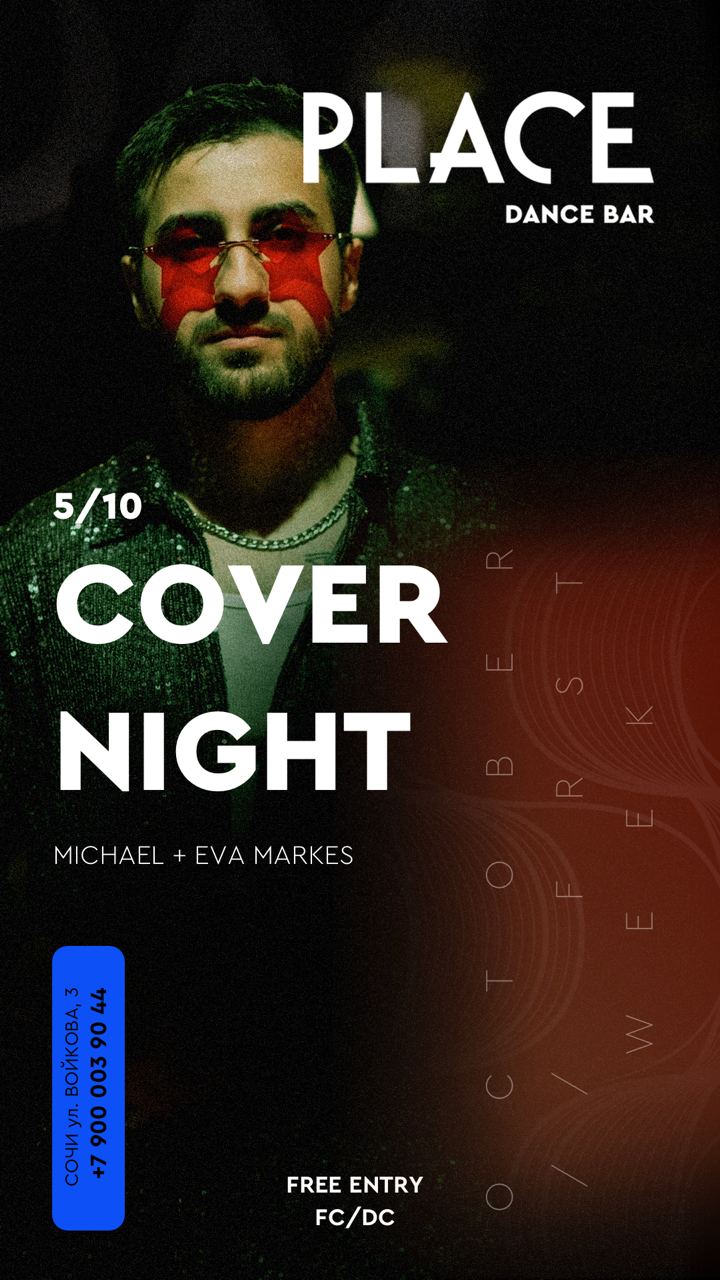 PLACE
DANCE BAR
5/10
COVER
NIGHT
MICHAEL + EVA MARKES
OCTOBER
// FRST
WEEK
СОЧИ ул. ВОЙКОВА, 3
+7 900 003 90 44
FREE ENTRY
FC/DC